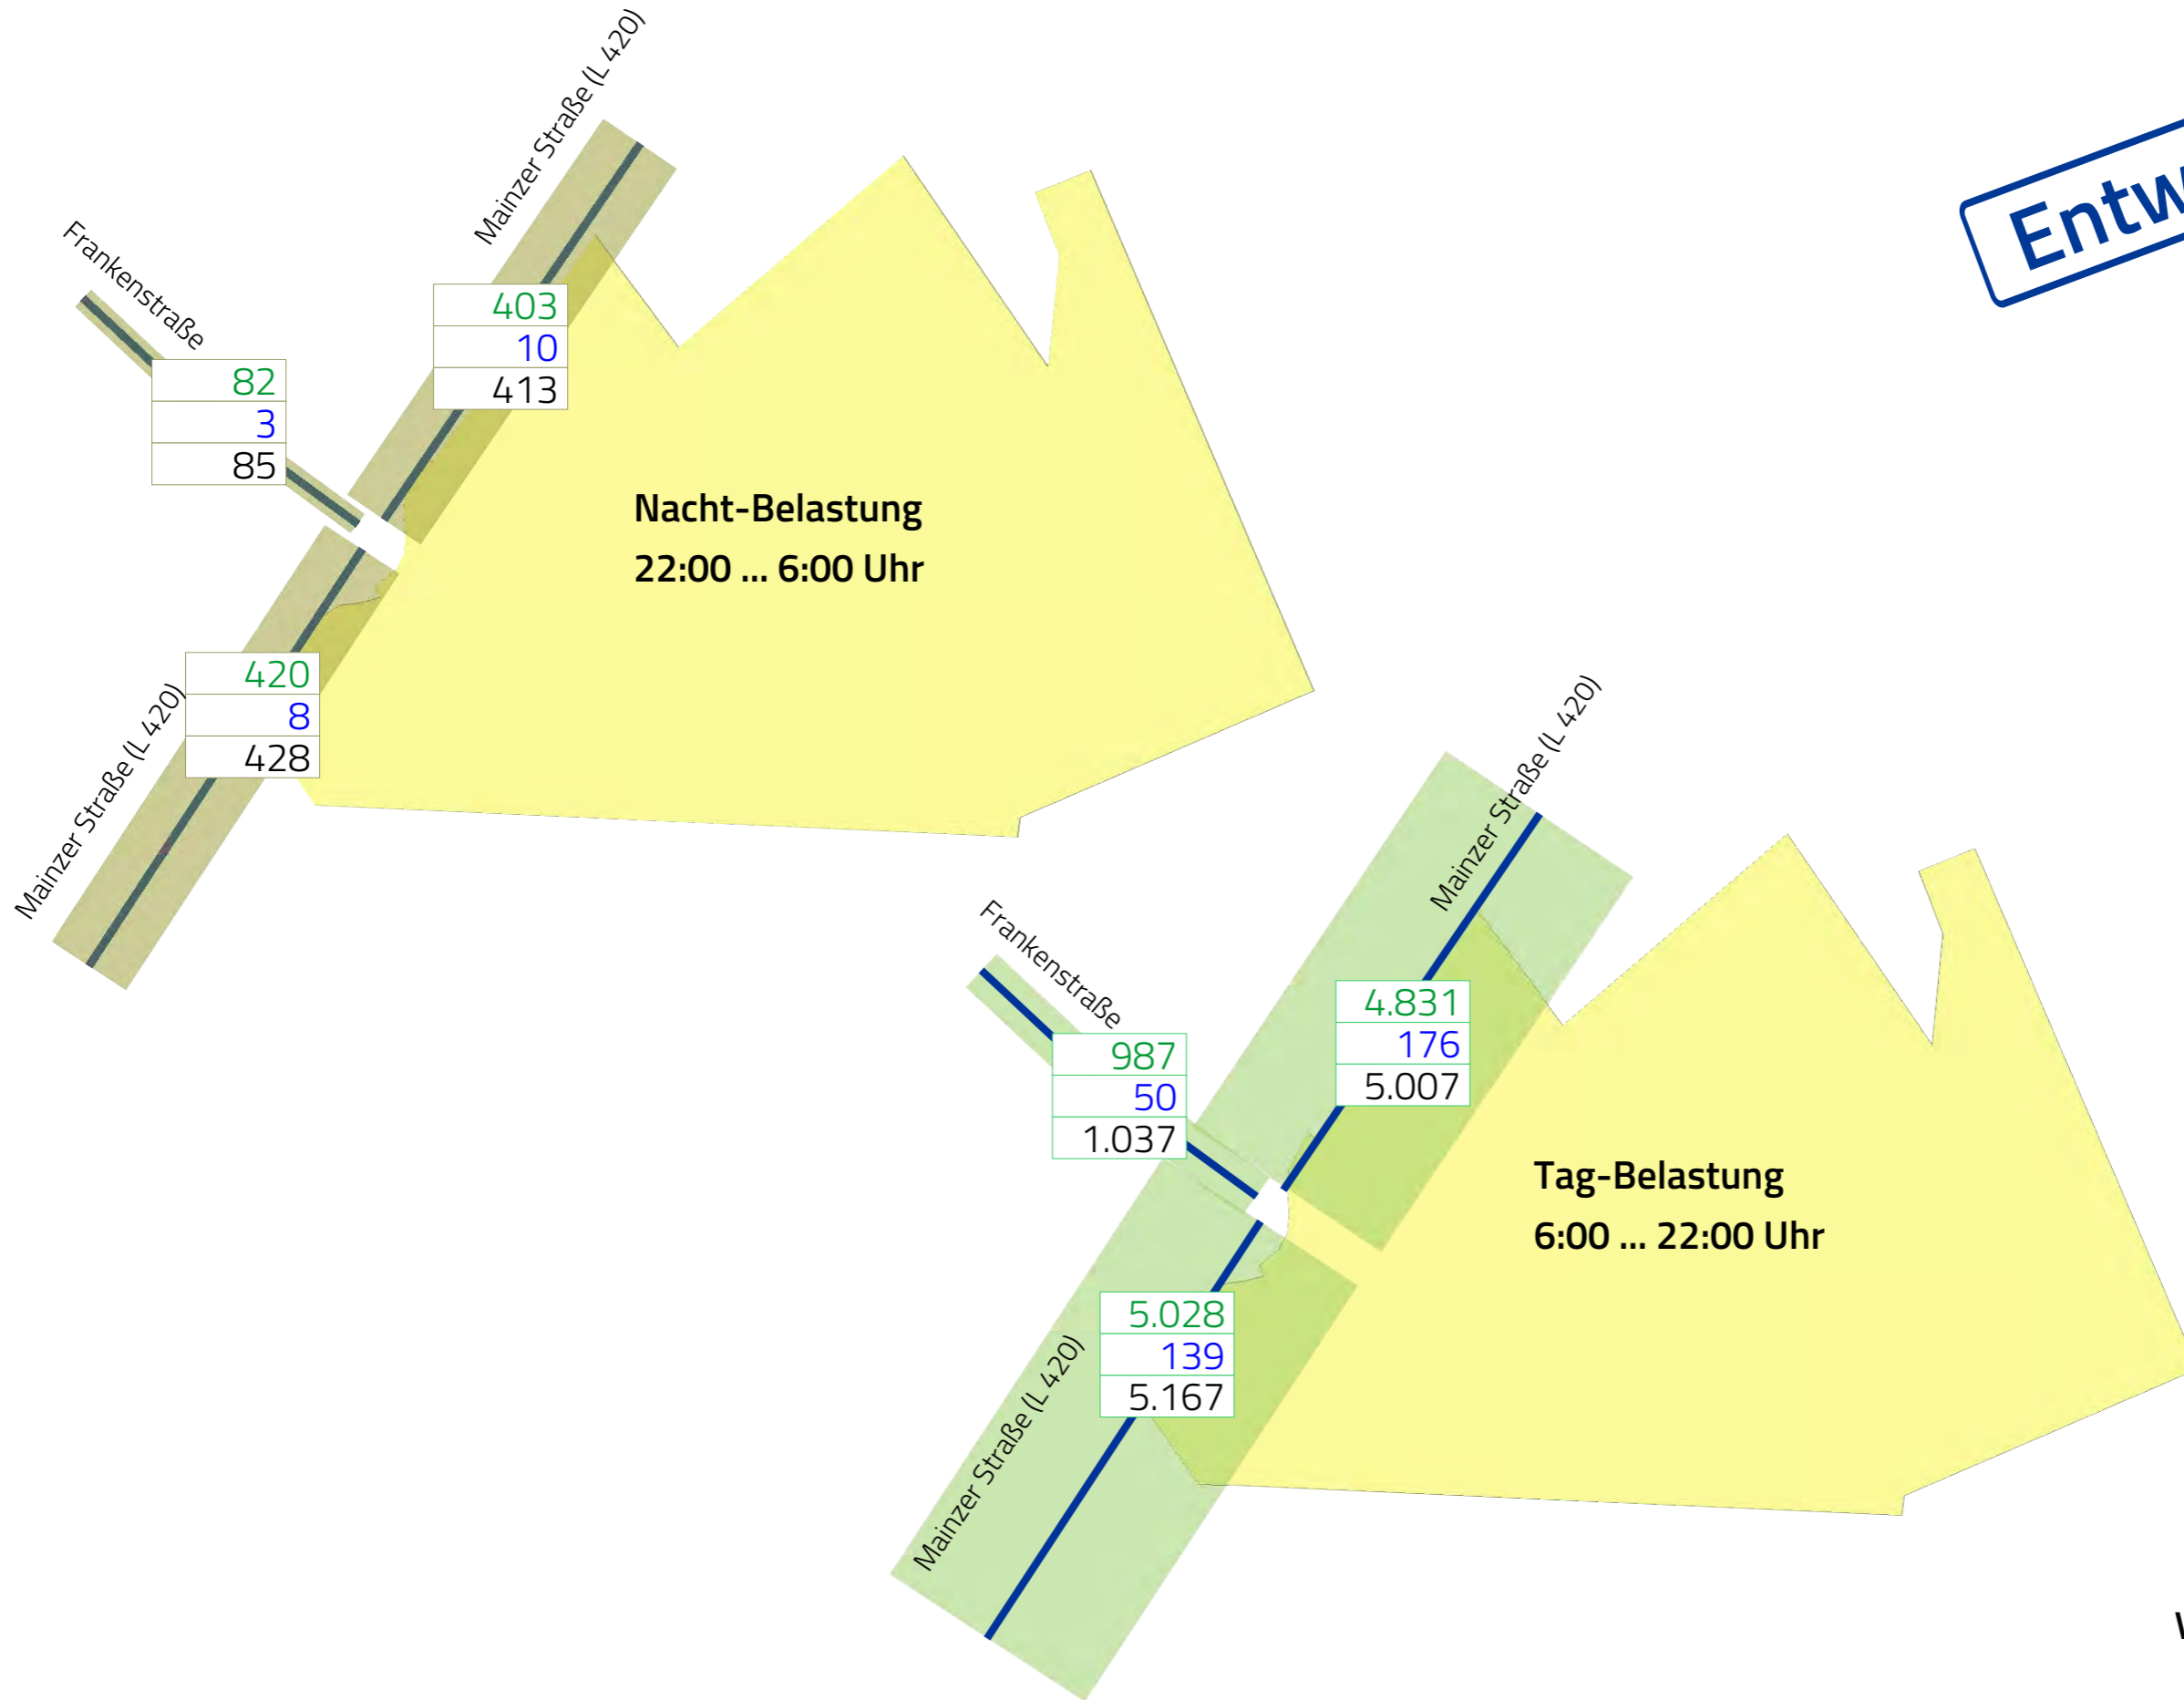 Mainzer Straße (L 420)
Frankenstraße
403
10
413
82
3
85
Nacht-Belastung
22:00 ... 6:00 Uhr
420
8
428
Mainzer Straße (L 420)
Mainzer Straße (L 420)
Frankenstraße
4.831
176
5.007
987
50
1.037
Tag-Belastung
6:00 ... 22:00 Uhr
5.028
139
5.167
Mainzer Straße (L 420)